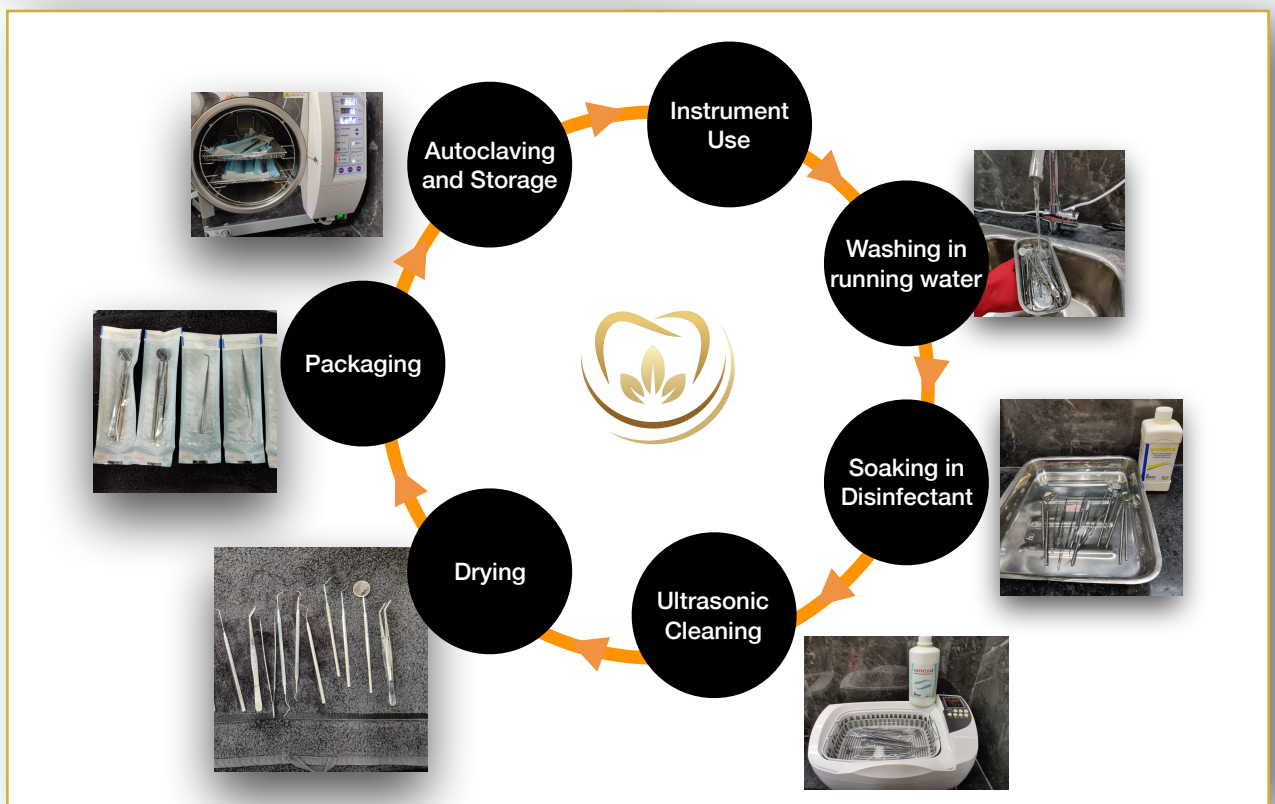 Instrument
Use
Washing in
running water
Soaking in
Disinfectant
Ultrasonic
Cleaning
Drying
Packaging
Autoclaving
and Storage